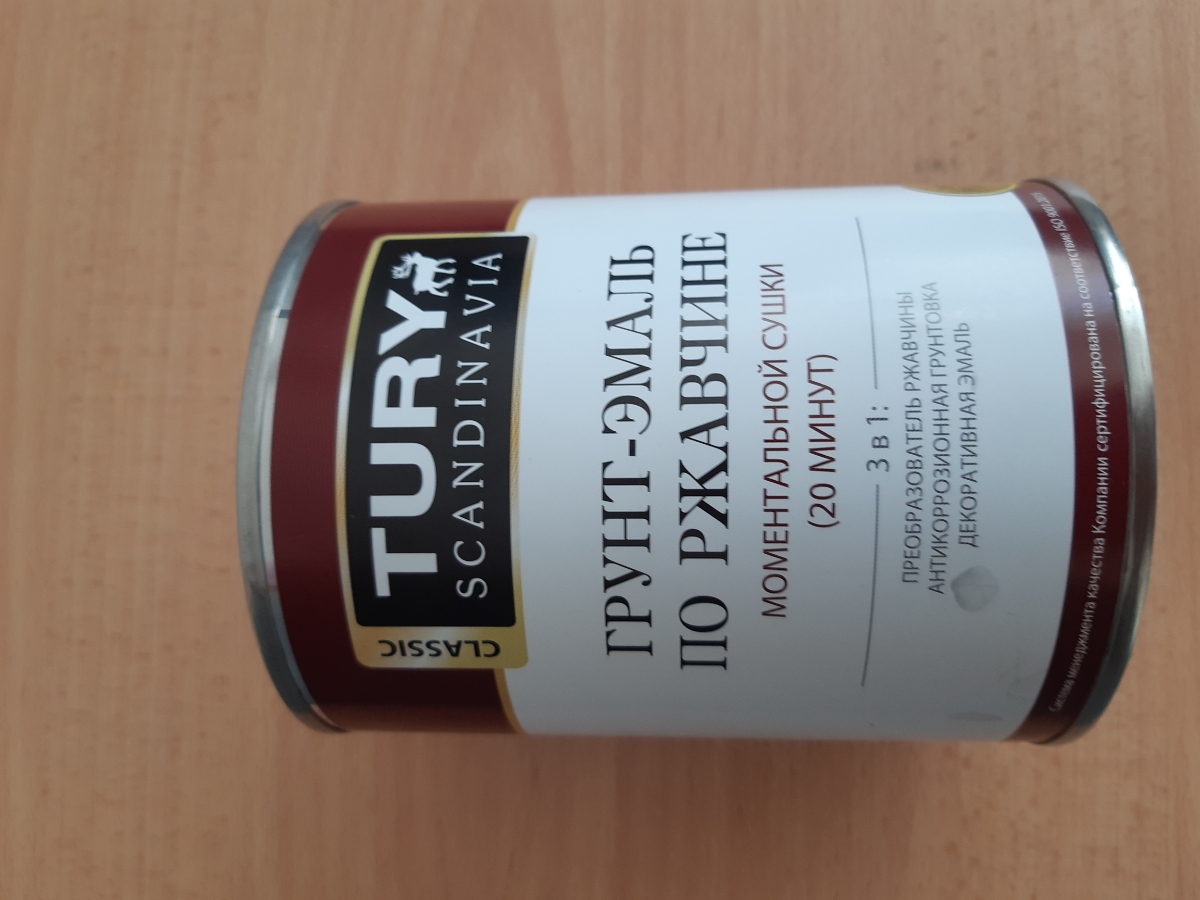 CLASSIC
TURY
SCANDINAVIA
ГРУНТ-ЭМАЛЬ
ПО РЖАВЧИНЕ
МОМЕНТАЛЬНОЙ СУШКИ
(20 МИНУТ)
3 в 1:
ПРЕОБРАЗОВАТЕЛЬ РЖАВЧИНЫ
АНТИКОРРОЗИОННАЯ ГРУНТОВКА
ДЕКОРАТИВНАЯ ЭМАЛЬ
Система менеджмента качества Компании сертифицирована на соответствие ISO 9001:2015